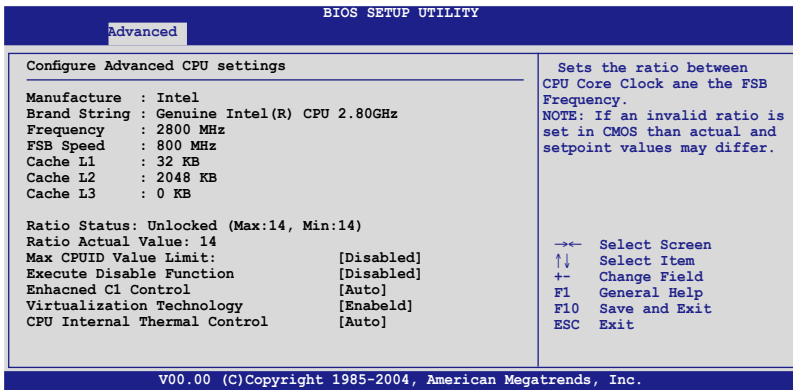 BIOS SETUP UTILITY
Advanced
Configure Advanced CPU settings
Manufacture : Intel
Brand String : Genuine Intel(R) CPU 2.80GHz
Frequency : 2800 MHz
FSB Speed : 800 MHz
Cache L1 : 32 KB
Cache L2 : 2048 KB
Cache L3 : 0 KB
Ratio Status: Unlocked (Max:14, Min:14)
Ratio Actual Value: 14
Max CPUID Value Limit: [Disabled]
Execute Disable Function [Disabled]
Enhacned C1 Control [Auto]
Virtualization Technology [Enabeld]
CPU Internal Thermal Control [Auto]
Sets the ratio between
CPU Core Clock ane the FSB
Frequency.
NOTE: If an invalid ratio is
set in CMOS than actual and
setpoint values may differ.
→← Select Screen
↑↓ Select Item
+- Change Field
F1 General Help
F10 Save and Exit
ESC Exit
V00.00 (C)Copyright 1985-2004, American Megatrends, Inc.